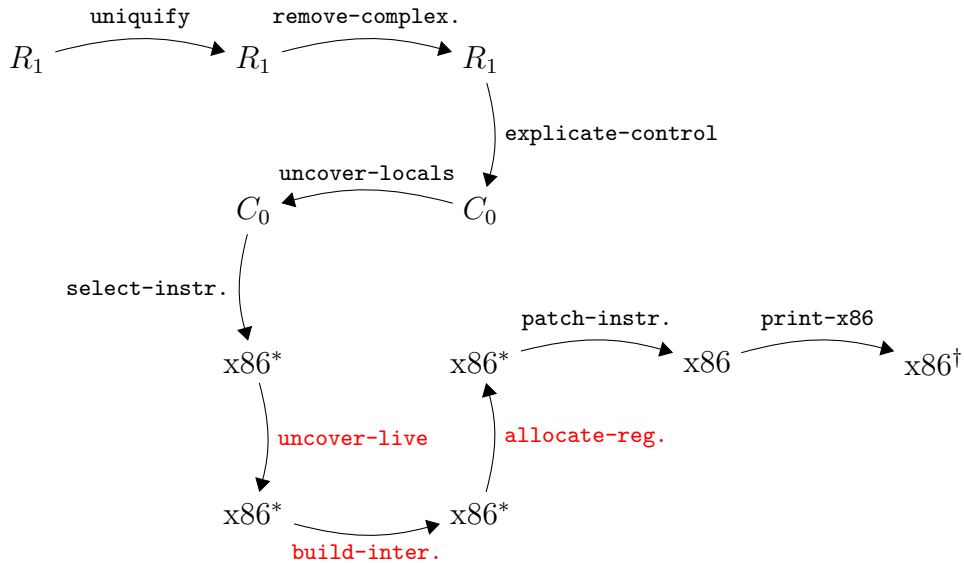 uniquify
remove-complex.
R₁
R₁
R₁
explicate-control
uncover-locals
C₀
C₀
select-instr.
patch-instr.
print-x86
x86*
x86*
x86
x86†
uncover-live
allocate-reg.
x86*
x86*
build-inter.